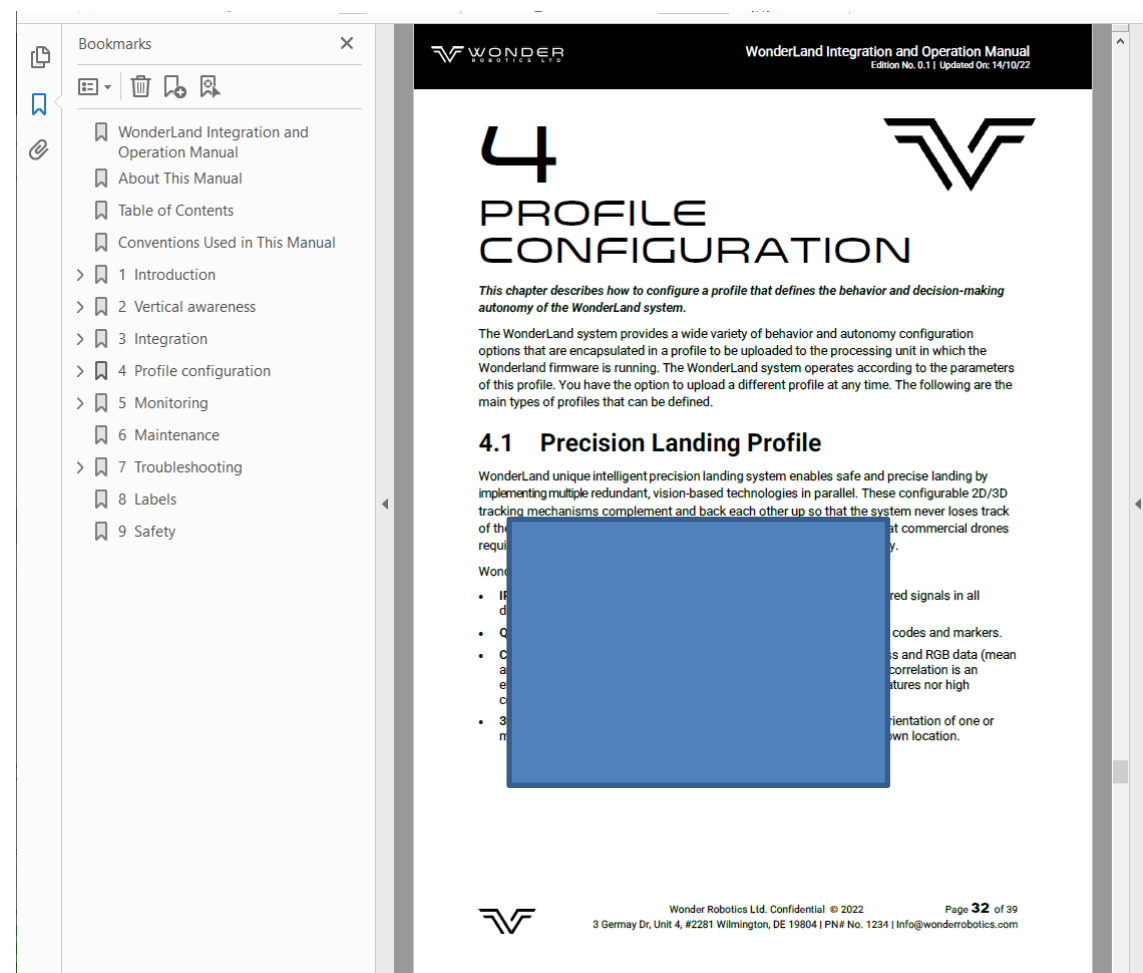 Bookmarks
WonderLand Integration and
Operation Manual
About This Manual
Table of Contents
Conventions Used in This Manual
1 Introduction
2 Vertical awareness
3 Integration
4 Profile configuration
5 Monitoring
6 Maintenance
7 Troubleshooting
8 Labels
9 Safety
WONDER
ROBOTICS LTD
WonderLand Integration and Operation Manual
Edition No. 0.1 | Updated On: 14/10/22
4
PROFILE
CONFIGURATION
This chapter describes how to configure a profile that defines the behavior and decision-making
autonomy of the WonderLand system.
The WonderLand system provides a wide variety of behavior and autonomy configuration
options that are encapsulated in a profile to be uploaded to the processing unit in which the
Wonderland firmware is running. The WonderLand system operates according to the parameters
of this profile. You have the option to upload a different profile at any time. The following are the
main types of profiles that can be defined.
4.1 Precision Landing Profile
WonderLand unique intelligent precision landing system enables safe and precise landing by
implementing multiple redundant, vision-based technologies in parallel. These configurable 2D/3D
tracking mechanisms complement and back each other up so that the system never loses track
of commercial drones
red signals in all
codes and markers.
and RGB data (mean
correlation is an
nor high
of one or
location.
Wonder Robotics Ltd. Confidential © 2022
Page 32 of 39
3 Germay Dr, Unit 4, #2281 Wilmington, DE 19804 | PN# No. 1234 | Info@wonderrobotics.com